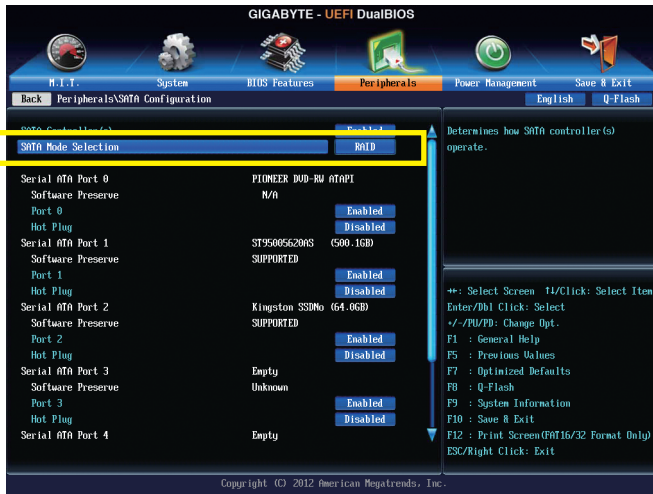 GIGABYTE - UEFI DualBIOS
M.I.T.
System
BIOS Features
Peripherals
Power Management
Save & Exit
Back Peripherals\SATA Configuration
English Q-Flash
SATA Controller(s) Enabled
SATA Mode Selection RAID
Serial ATA Port 0 PIONEER DVD-RW ATAPI
Software Preserve N/A
Port 0 Enabled
Hot Plug Disabled
Serial ATA Port 1 ST95005620AS (500.1GB)
Software Preserve SUPPORTED
Port 1 Enabled
Hot Plug Disabled
Serial ATA Port 2 Kingston SSDNo (64.0GB)
Software Preserve SUPPORTED
Port 2 Enabled
Hot Plug Disabled
Serial ATA Port 3 Empty
Software Preserve Unknown
Port 3 Enabled
Hot Plug Disabled
Serial ATA Port 4 Empty
Determines how SATA controller(s)
operate.
→←: Select Screen ↑↓/Click: Select Item
Enter/Dbl Click: Select
+/-/PU/PD: Change Opt.
F1 : General Help
F5 : Previous Values
F7 : Optimized Defaults
F8 : Q-Flash
F9 : System Information
F10 : Save & Exit
F12 : Print Screen(FAT16/32 Format Only)
ESC/Right Click: Exit
Copyright (C) 2012 American Megatrends, Inc.